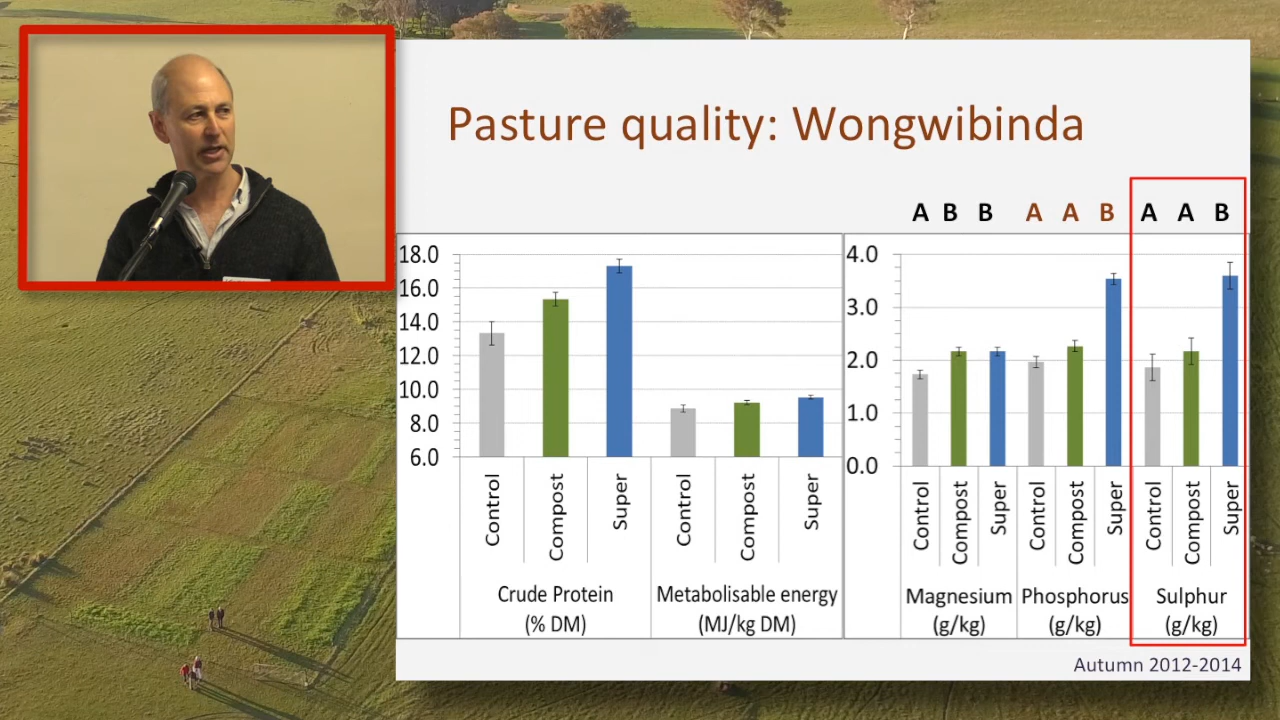 Pasture quality: Wongwibinda
A B B A A B A A B
18.0
16.0
14.0
12.0
10.0
8.0
6.0
Control Compost Super Control Compost Super
Crude Protein
(% DM)
Metabolisable energy
(MJ/kg DM)
4.0
3.0
2.0
1.0
0.0
Control Compost Super Control Compost Super Control Compost Super
Magnesium
(g/kg)
Phosphorus
(g/kg)
Sulphur
(g/kg)
Autumn 2012-2014